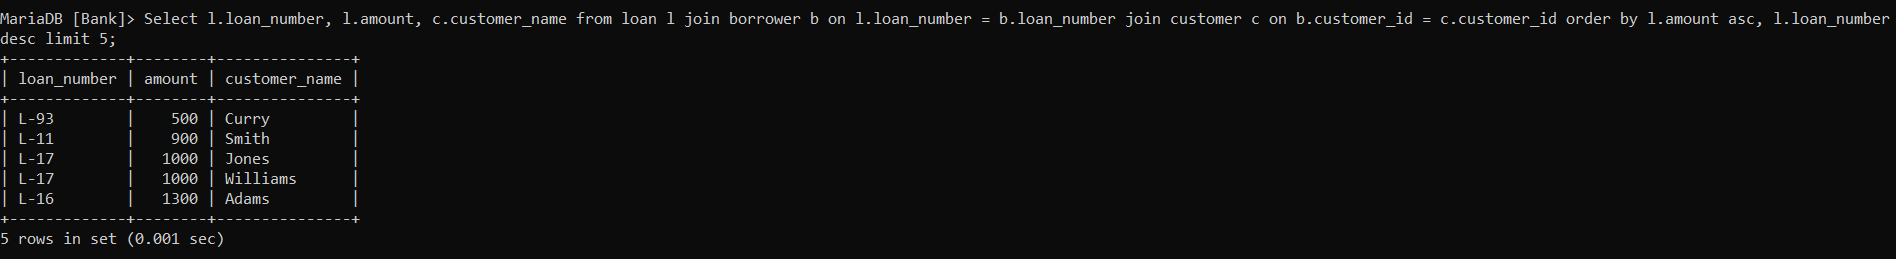 MariaDB [Bank]> Select l.loan_number, l.amount, c.customer_name from loan l join borrower b on l.loan_number = b.loan_number join customer c on b.customer_id = c.customer_id order by l.amount asc, l.loan_number
desc limit 5;
+-------------+--------+---------------+
| loan_number | amount | customer_name |
+-------------+--------+---------------+
| L-93        |    500 | Curry         |
| L-11        |    900 | Smith         |
| L-17        |   1000 | Jones         |
| L-17        |   1000 | Williams      |
| L-16        |   1300 | Adams         |
+-------------+--------+---------------+
5 rows in set (0.001 sec)